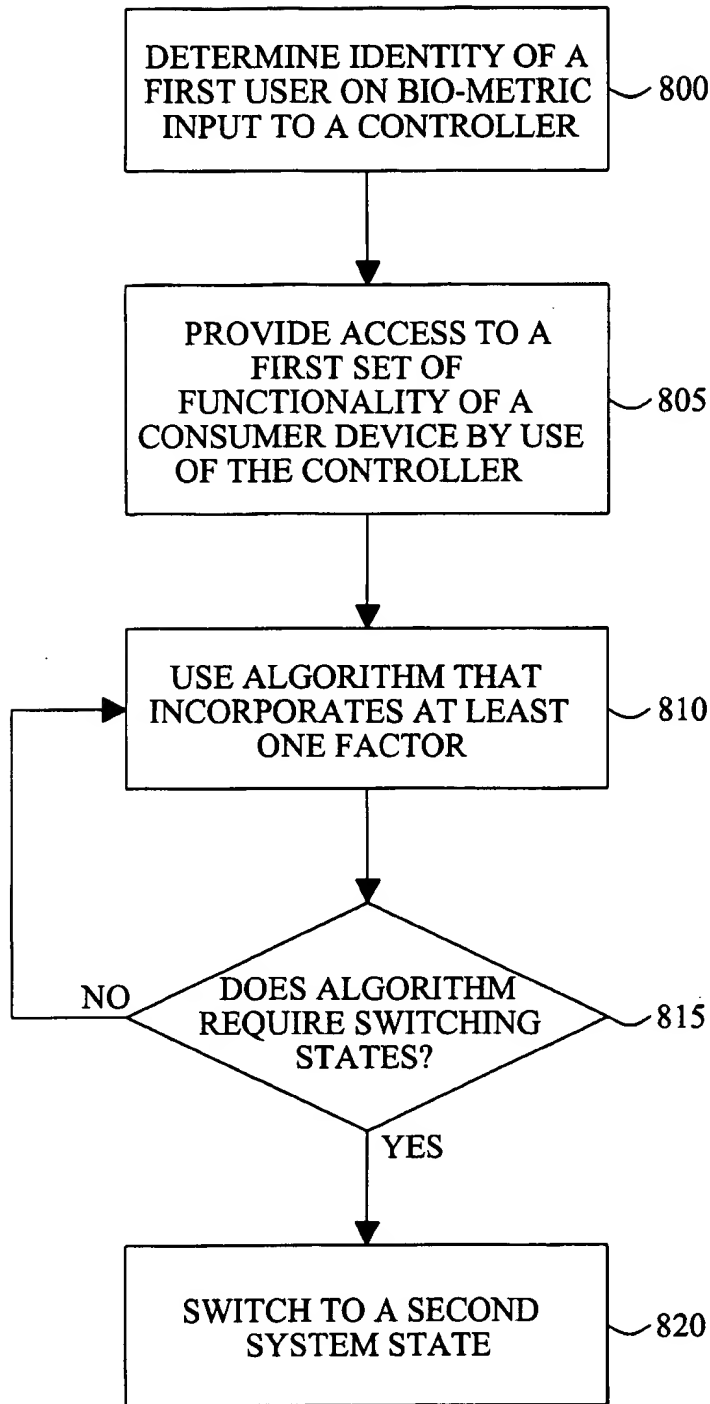 DETERMINE IDENTITY OF A
FIRST USER ON BIO-METRIC
INPUT TO A CONTROLLER
800
PROVIDE ACCESS TO A
FIRST SET OF
FUNCTIONALITY OF A
CONSUMER DEVICE BY USE
OF THE CONTROLLER
805
USE ALGORITHM THAT
INCORPORATES AT LEAST
ONE FACTOR
810
NO
DOES ALGORITHM
REQUIRE SWITCHING
STATES?
815
YES
SWITCH TO A SECOND
SYSTEM STATE
820